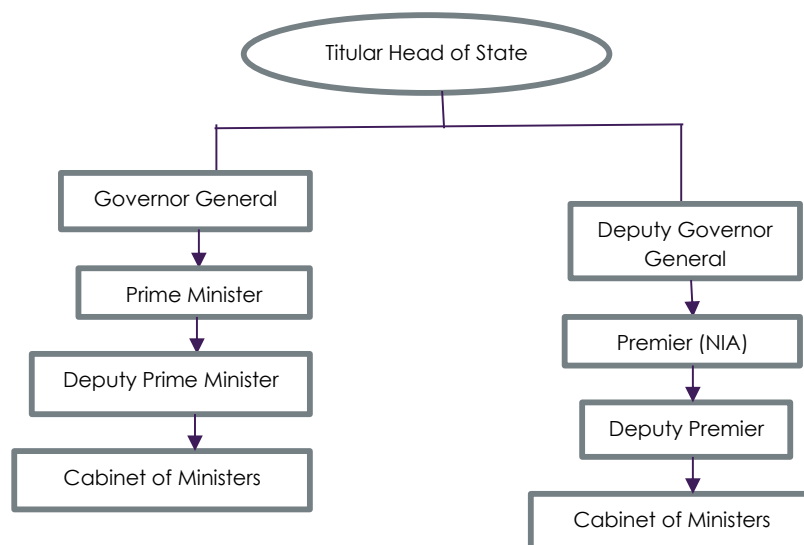 Titular Head of State
Governor General
Prime Minister
Deputy Prime Minister
Cabinet of Ministers
Deputy Governor
General
Premier (NIA)
Deputy Premier
Cabinet of Ministers